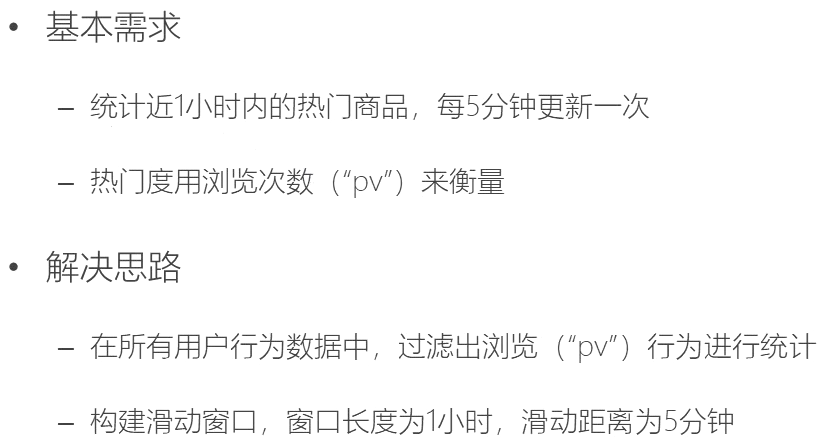 • 基本需求
– 统计近1小时内的热门商品，每5分钟更新一次
– 热门度用浏览次数（“pv”）来衡量
• 解决思路
– 在所有用户行为数据中，过滤出浏览（“pv”）行为进行统计
– 构建滑动窗口，窗口长度为1小时，滑动距离为5分钟